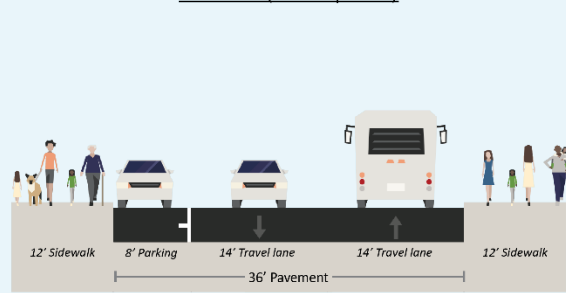 12' Sidewalk 8' Parking 14' Travel lane 14' Travel lane 12' Sidewalk
36' Pavement